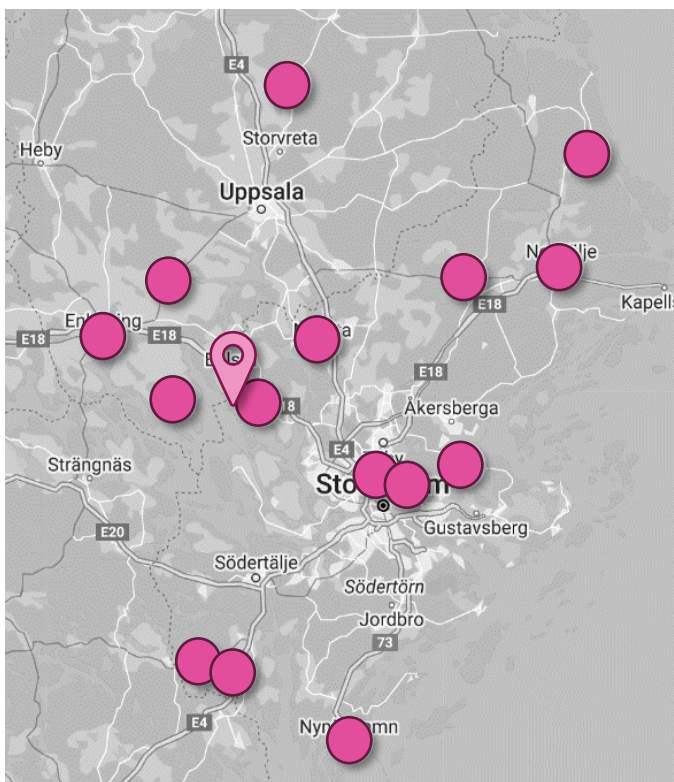 E4
Storvreta
Heby
Uppsala
E18
Kapells
E18
E18
E18
E18
Åkersberga
E4
Strängnäs
Gustavsberg
E20
Södertälje
Södertörn
Jordbro
73
E4